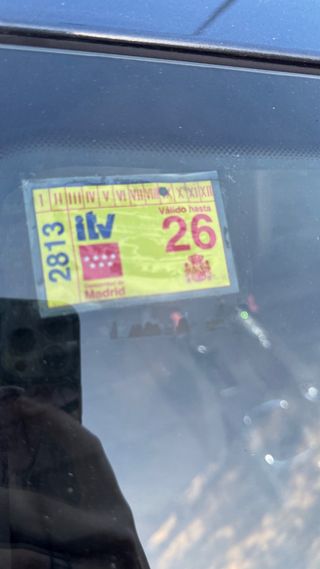 I II III IV V VI VII VIII IX X XI XII
2813
itv
Válido hasta
26
Comunidad de
Madrid